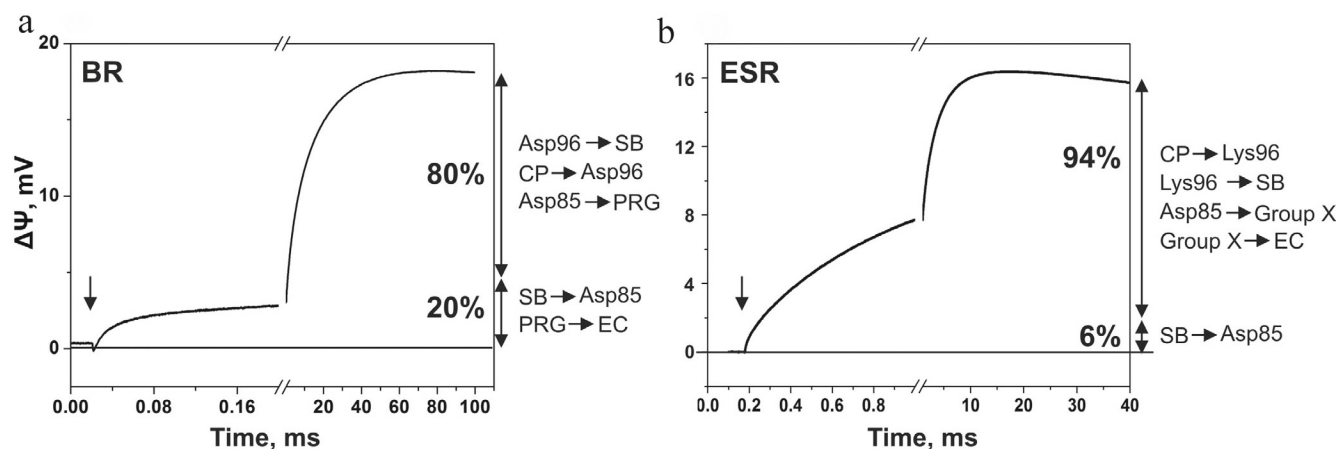 a
BR
ΔΨ, mV
20
10
0
80%
20%
Asp96→SB
CP→Asp96
Asp85→PRG
SB→Asp85
PRG→EC
0.00 0.08 0.16 20 40 60 80 100
Time, ms
b
ESR
16
12
8
4
0
94%
6%
CP→Lys96
Lys96→SB
Asp85→Group X
Group X→EC
SB→Asp85
0.0 0.2 0.4 0.6 0.8 10 20 30 40
Time, ms